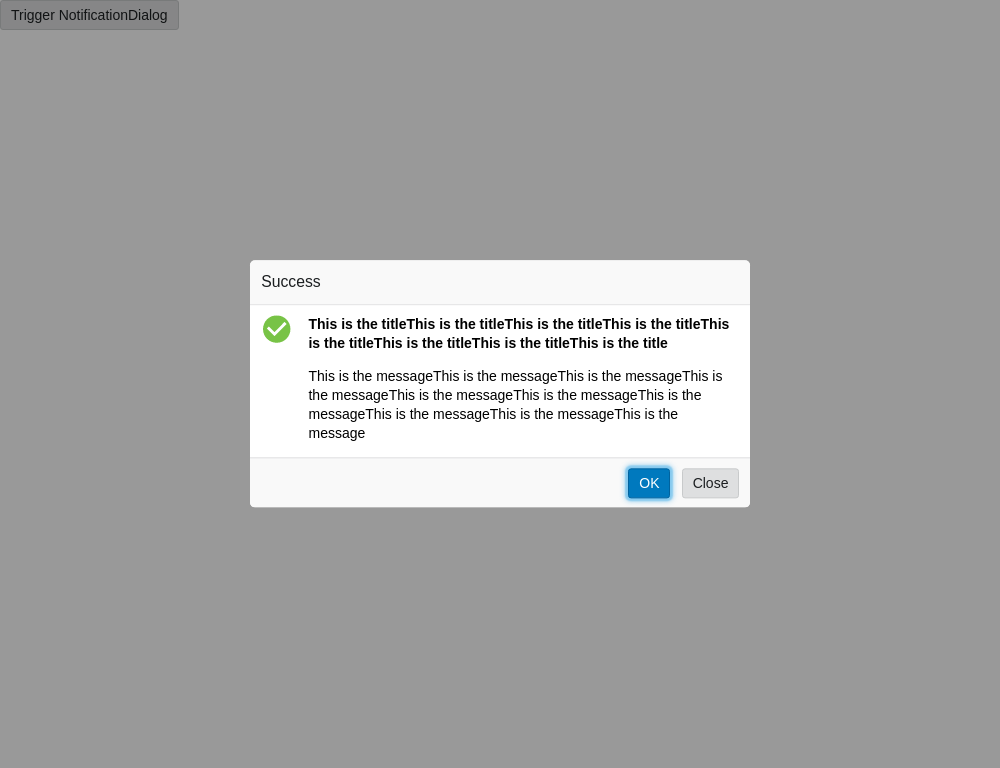 Trigger NotificationDialog
Success
This is the titleThis is the titleThis is the titleThis is the titleThis
is the titleThis is the titleThis is the titleThis is the title
This is the messageThis is the messageThis is the messageThis is
the messageThis is the messageThis is the messageThis is the
messageThis is the messageThis is the messageThis is the
message
OK
Close